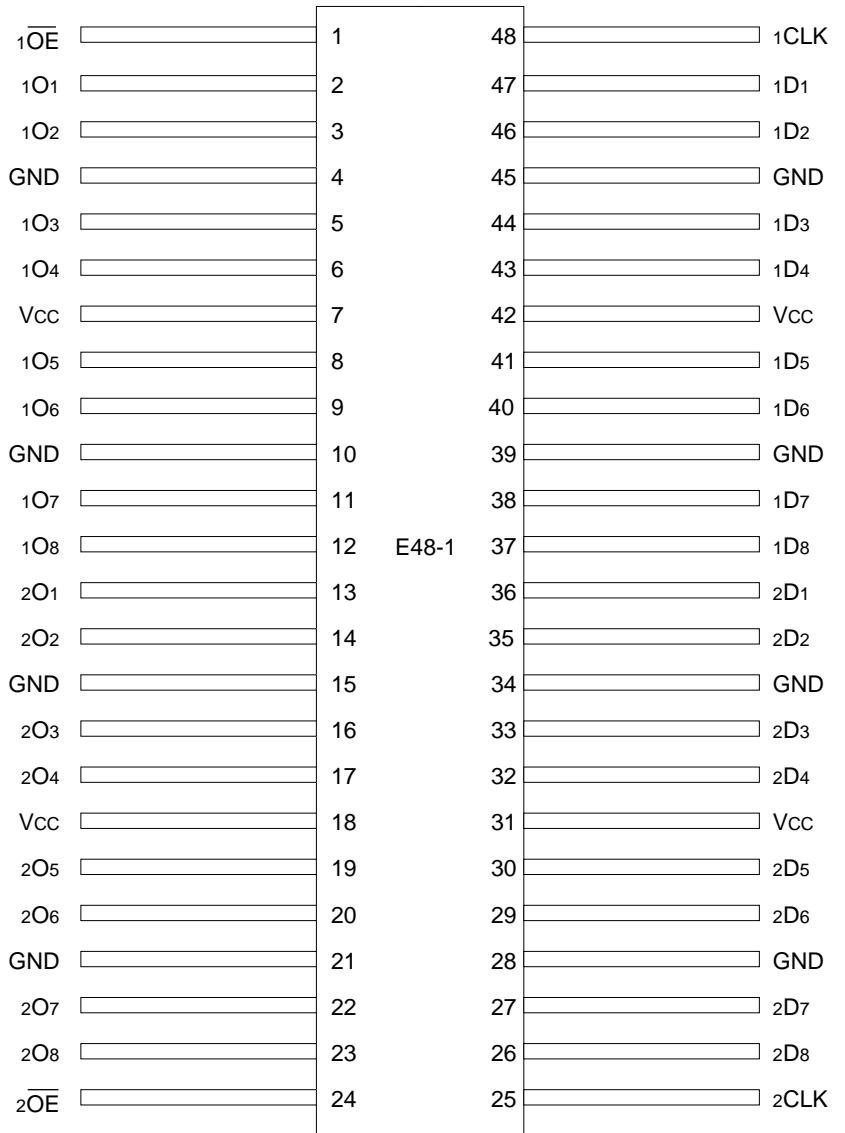 1OE 1 48 1CLK
1O1 2 47 1D1
1O2 3 46 1D2
GND 4 45 GND
1O3 5 44 1D3
1O4 6 43 1D4
VCC 7 42 VCC
1O5 8 41 1D5
1O6 9 40 1D6
GND 10 39 GND
1O7 11 38 1D7
1O8 12 E48-1 37 1D8
2O1 13 36 2D1
2O2 14 35 2D2
GND 15 34 GND
2O3 16 33 2D3
2O4 17 32 2D4
VCC 18 31 VCC
2O5 19 30 2D5
2O6 20 29 2D6
GND 21 28 GND
2O7 22 27 2D7
2O8 23 26 2D8
2OE 24 25 2CLK